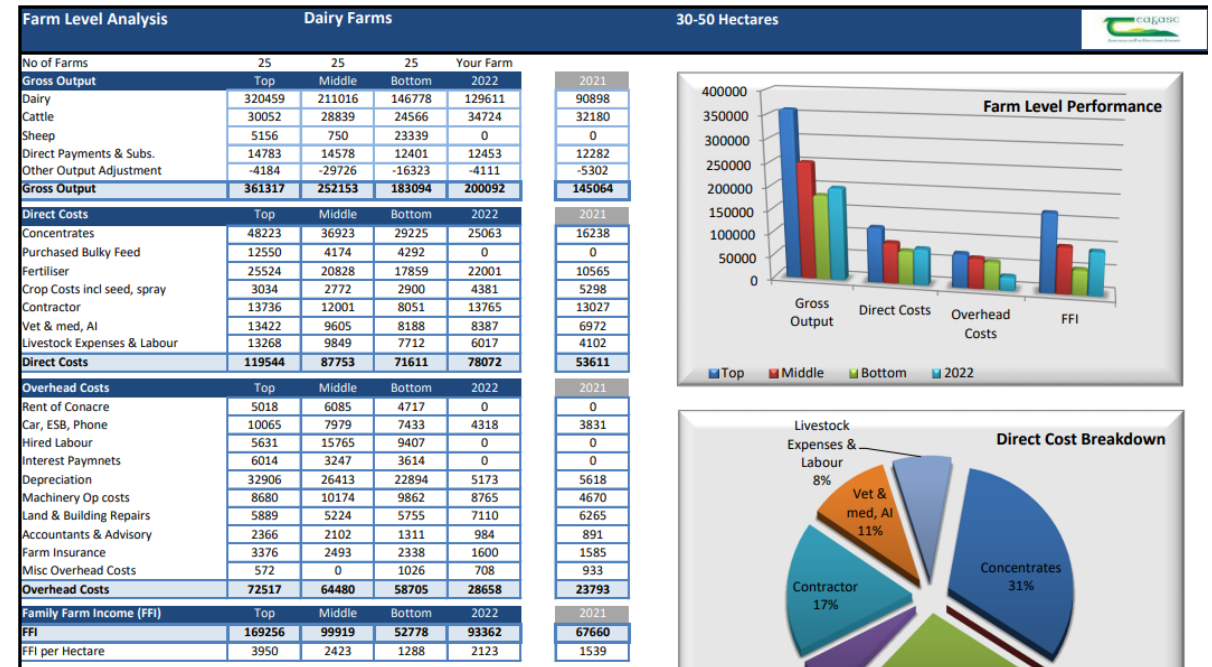 Farm Level Analysis Dairy Farms 30-50 Hectares
eagasc
No of Farms 25 25 25 Your Farm
Gross Output Top Middle Bottom 2022 2021
Dairy 320459 211016 146778 129611 90898
Cattle 30052 28839 24566 34724 32180
Sheep 5156 750 23339 0 0
Direct Payments & Subs. 14783 14578 12401 12453 12282
Other Output Adjustment -4184 -29726 -16323 -4111 -5302
Gross Output 361317 252153 183094 200092 145064
Direct Costs Top Middle Bottom 2022 2021
Concentrates 48223 36923 29225 25063 16238
Purchased Bulky Feed 12550 4174 4292 0 0
Fertiliser 25524 20828 17859 22001 10565
Crop Costs incl seed, spray 3034 2772 2900 4381 5298
Contractor 13736 12001 8051 13765 13027
Vet & med, AI 13422 9605 8188 8387 6972
Livestock Expenses & Labour 13268 9849 7712 6017 4102
Direct Costs 119544 87753 71611 78072 53611
Overhead Costs Top Middle Bottom 2022 2021
Rent of Conacre 5018 6085 4717 0 0
Car, ESB, Phone 10065 7979 7433 4318 3831
Hired Labour 5631 15765 9407 0 0
Interest Paymnets 6014 3247 3614 0 0
Depreciation 32906 26413 22894 5173 5618
Machinery Op costs 8680 10174 9862 8765 4670
Land & Building Repairs 5889 5224 5755 7110 6265
Accountants & Advisory 2366 2102 1311 984 891
Farm Insurance 3376 2493 2338 1600 1585
Misc Overhead Costs 572 0 1026 708 933
Overhead Costs 72517 64480 58705 28658 23793
Family Farm Income (FFI) Top Middle Bottom 2022 2021
FFI 169256 99919 52778 93362 67660
FFI per Hectare 3950 2423 1288 2123 1539
Farm Level Performance
400000
350000
300000
250000
200000
150000
100000
50000
0
Gross
Output
Direct Costs
Overhead
Costs
FFI
Top Middle Bottom 2022
Direct Cost Breakdown
Livestock
Expenses &
Labour
8%
Vet &
med, AI
11%
Concentrates
31%
Contractor
17%